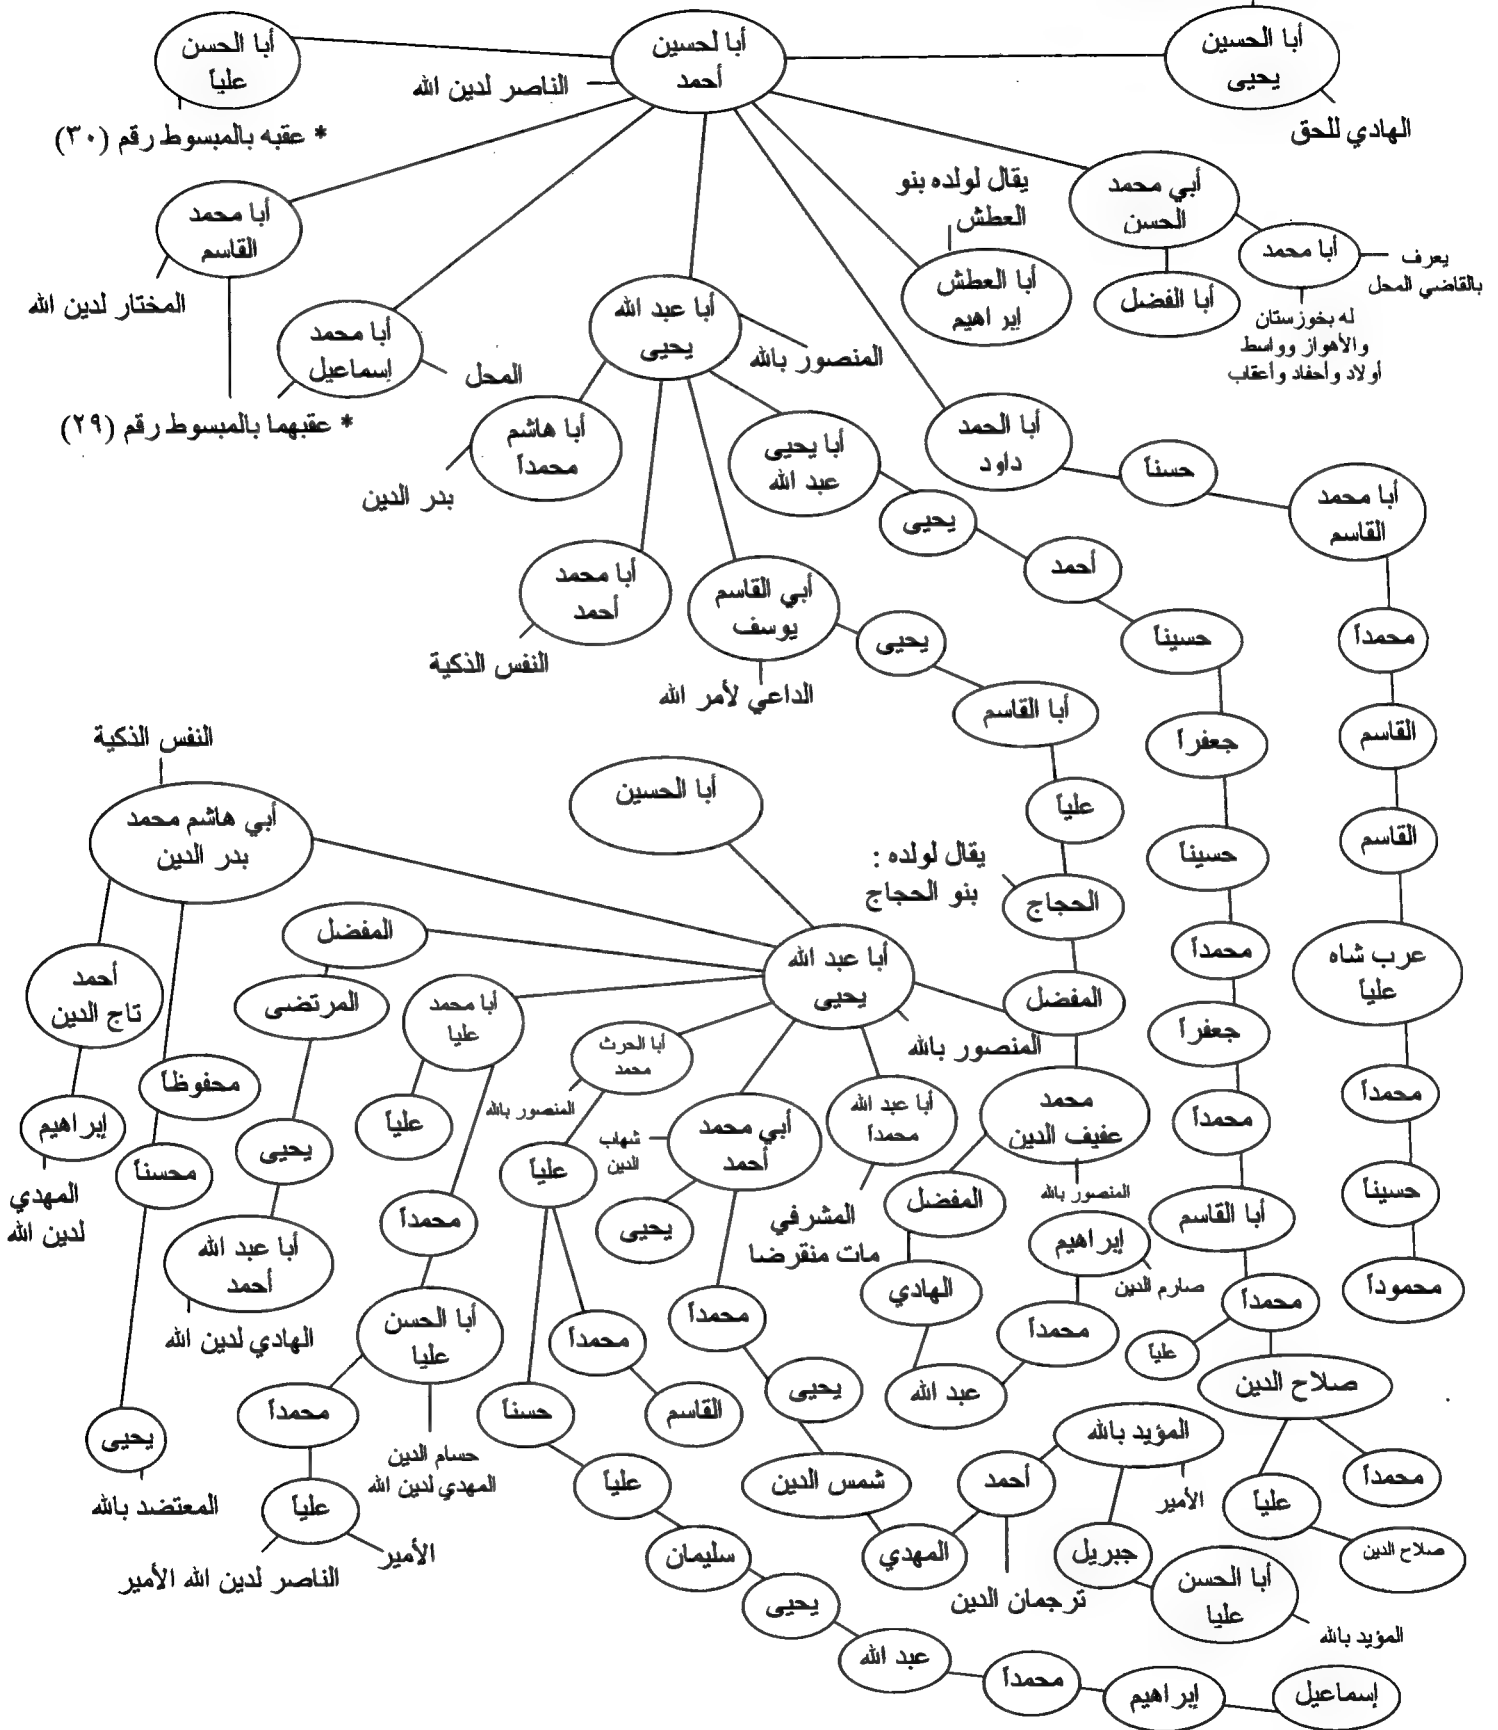 أبا الحسين
يحيى
الهادي للحق
أبا لحسين
أحمد
الناصر لدين الله
أبا الحسن
علياً
* عقبه بالمبسوط رقم (٣٠)
أبي محمد
الحسن
أبا محمد
يعرف
بالقاضي المحل
له بخوزستان
والأهواز وواسط
أولاد وأحفاد وأعقاب
أبا الفضل
يقال لولده بنو
العطش
أبا العطش
إبراهيم
أبا محمد
القاسم
المختار لدين الله
أبا محمد
إسماعيل
المحل
* عقبهما بالمبسوط رقم (٢٩)
أبا عبد الله
يحيى
المنصور بالله
أبا الحمد
داود
حسناً
أبا محمد
القاسم
محمداً
القاسم
القاسم
عرب شاه
علياً
محمداً
حسيناً
محموداً
أبا هاشم
محمداً
بدر الدين
أبا يحيى
عبد الله
يحيى
أحمد
حسيناً
جعفراً
حسيناً
محمداً
جعفراً
محمداً
أبا القاسم
محمداً
علياً
صلاح الدين
محمداً
علياً
صلاح الدين
أبا محمد
أحمد
النفس الذكية
أبي القاسم
يوسف
الداعي لأمر الله
يحيى
أبا القاسم
علياً
يقال لولده :
بنو الحجاج
الحجاج
المفضل
محمد
عفيف الدين
المنصور بالله
المفضل
الهادي
عبد الله
محمداً
إبراهيم
صارم الدين
أبا الحسين
أبا عبد الله
يحيى
المنصور بالله
النفس الذكية
أبي هاشم محمد
بدر الدين
أحمد
تاج الدين
إبراهيم
المهدي
لدين الله
محفوظاً
محسناً
يحيى
المعتضد بالله
المفضل
المرتضى
يحيى
أبا عبد الله
أحمد
الهادي لدين الله
أبا محمد
عليا
علياً
محمداً
أبا الحسن
عليا
حسام الدين
المهدي لدين الله
محمداً
علياً
الأمير
الناصر لدين الله الأمير
أبا الحرث
محمد
المنصور بالله
علياً
محمداً
القاسم
حسناً
علياً
سليمان
يحيى
عبد الله
محمداً
إبراهيم
إسماعيل
أبي محمد
أحمد
شهاب
الدين
يحيى
محمداً
يحيى
شمس الدين
المهدي
أحمد
ترجمان الدين
المؤيد بالله
الأمير
جبريل
أبا الحسن
عليا
المؤيد بالله
أبا عبد الله
محمداً
المشرفي
مات منقرضا